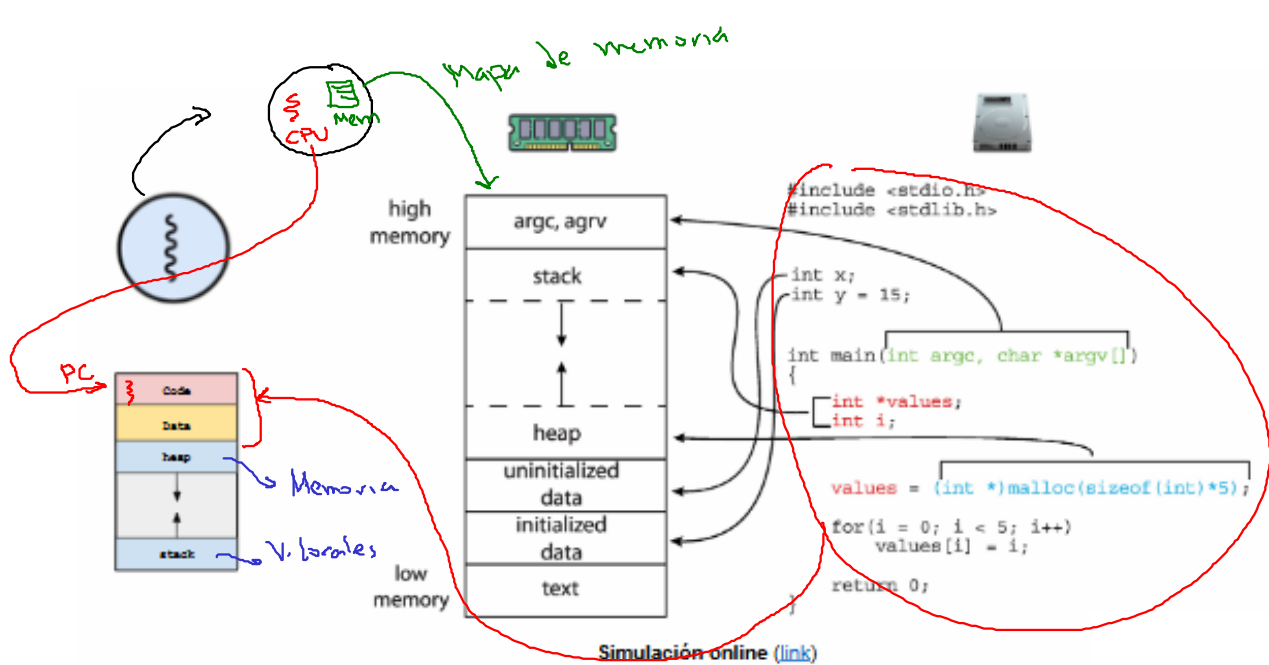 Mapa de memoria
Mem
CPU
high
memory
argc, agrv
stack
heap
uninitialized
data
initialized
data
text
low
memory
PC
Code
Data
heap
stack
Memoria
V. locales
#include <stdio.h>
#include <stdlib.h>
int x;
int y = 15;
int main(int argc, char *argv[])
{
int *values;
int i;
values = (int *)malloc(sizeof(int)*5);
for(i = 0; i < 5; i++)
values[i] = i;
return 0;
}
Simulación online (link)